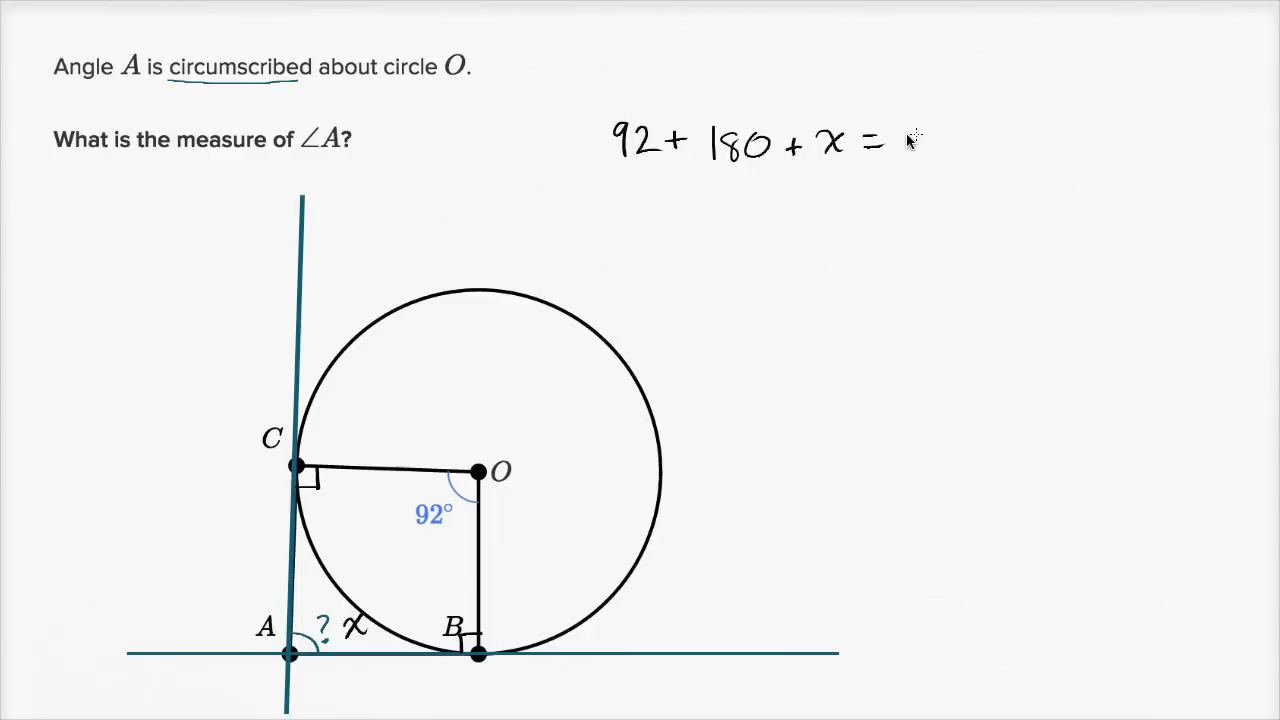 Angle A is circumscribed about circle O.
What is the measure of ∠A?
92 + 180 + x =
C
O
92°
A ? x B